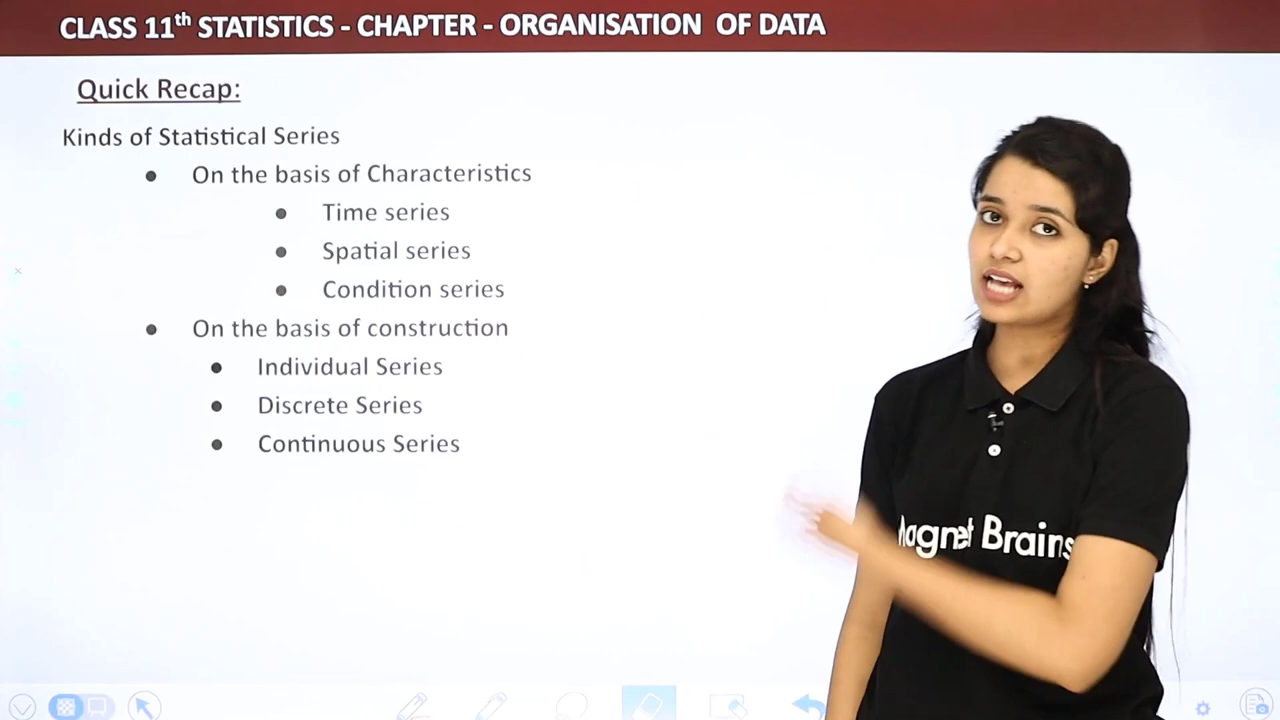 CLASS 11th STATISTICS - CHAPTER - ORGANISATION OF DATA
Quick Recap:
Kinds of Statistical Series
• On the basis of Characteristics
• Time series
• Spatial series
• Condition series
• On the basis of construction
• Individual Series
• Discrete Series
• Continuous Series
Magnet Brains